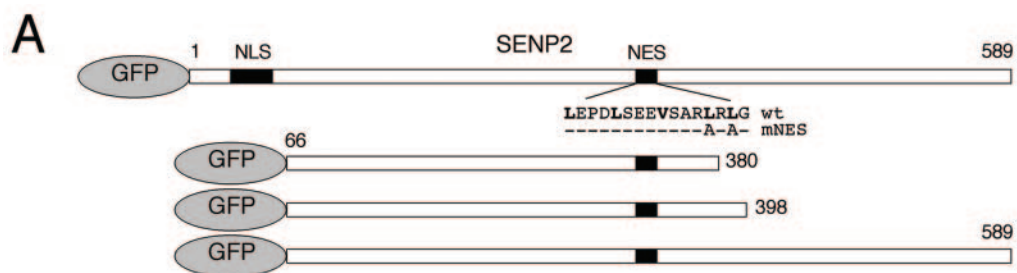 A
1 NLS SENP2 NES 589
GFP
LEPDLSEEVSARLRLG wt
-------------A-A- mNES
66
GFP 380
GFP 398
589
GFP